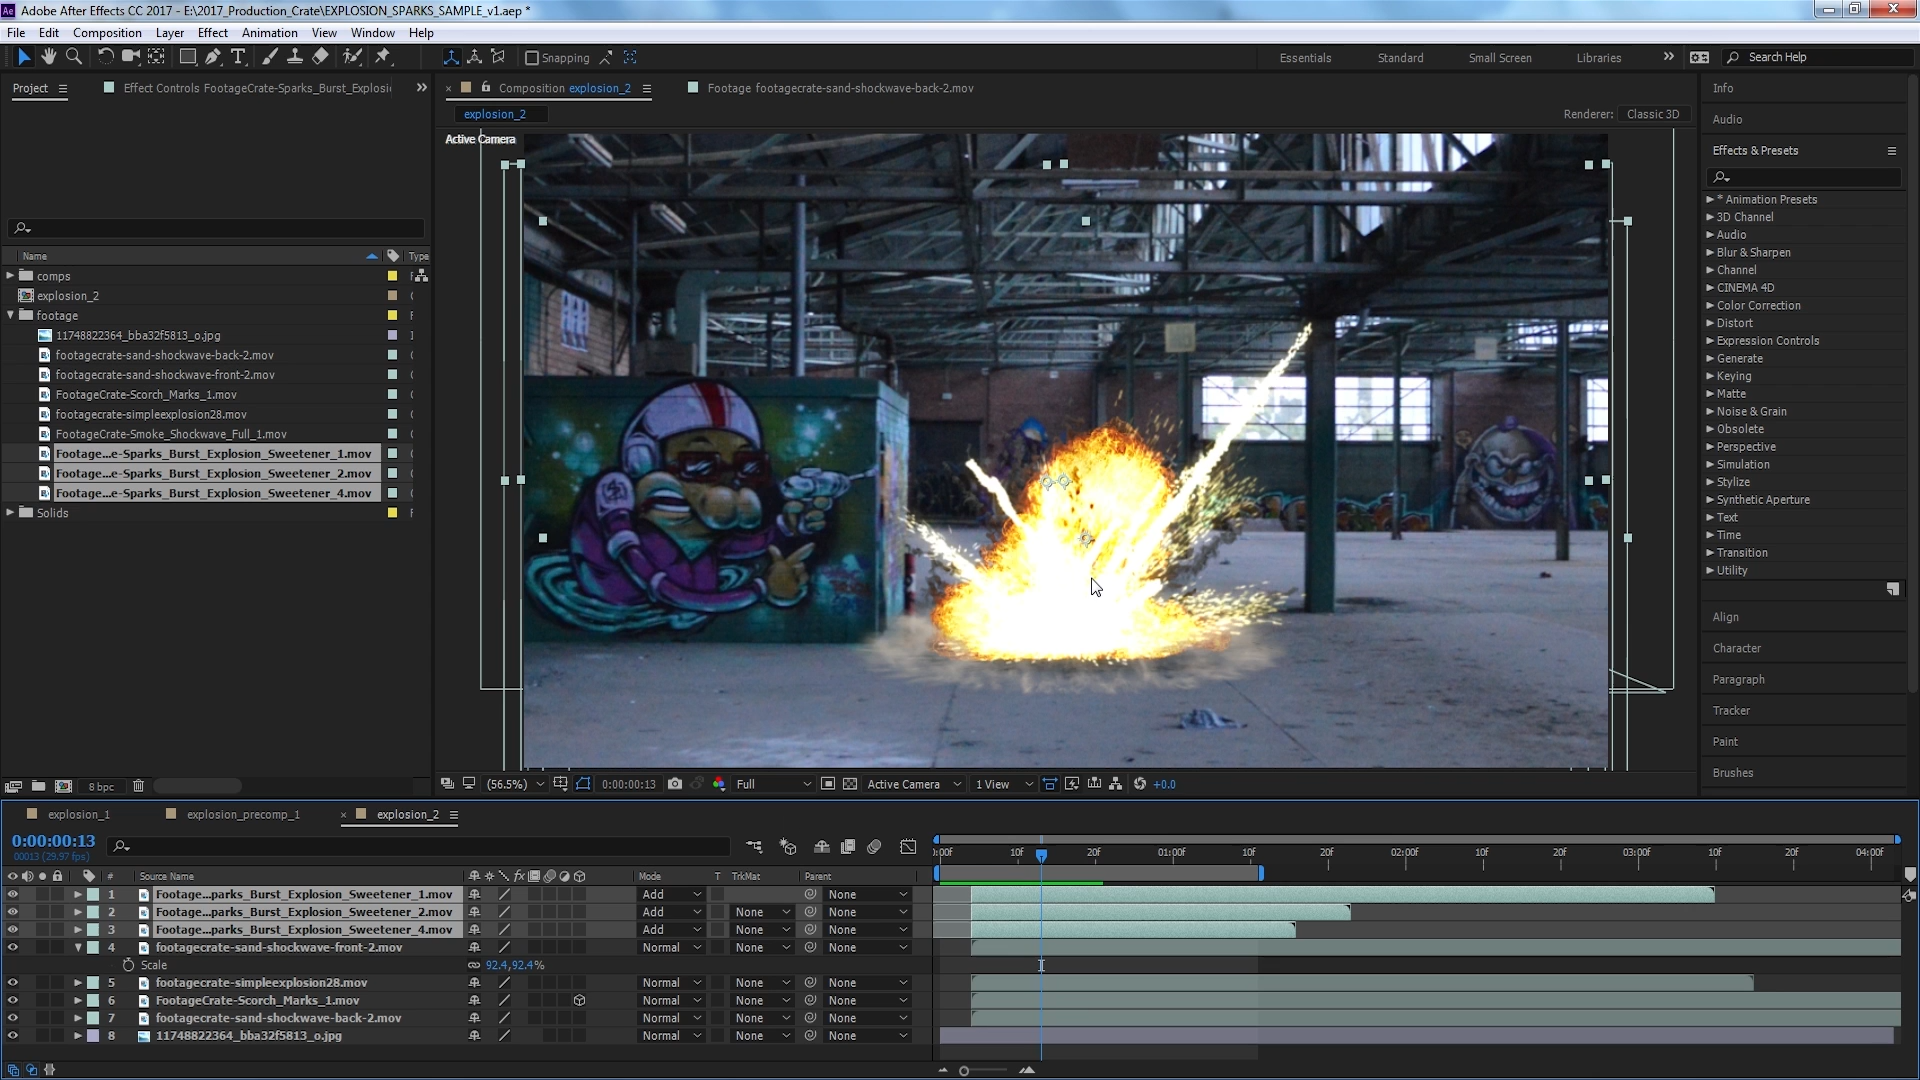 Adobe After Effects CC 2017 - E:\2017_Production_Crate\EXPLOSION_SPARKS_SAMPLE_v1.aep *
File Edit Composition Layer Effect Animation View Window Help
Snapping
Essentials Standard Small Screen Libraries
Search Help
Project
Effect Controls FootageCrate-Sparks_Burst_Explosi
Name Type
comps
explosion_2
footage
11748822364_bba32f5813_o.jpg
footagecrate-sand-shockwave-back-2.mov
footagecrate-sand-shockwave-front-2.mov
FootageCrate-Scorch_Marks_1.mov
footagecrate-simpleexplosion28.mov
FootageCrate-Smoke_Shockwave_Full_1.mov
Footage...e-Sparks_Burst_Explosion_Sweetener_1.mov
Footage...e-Sparks_Burst_Explosion_Sweetener_2.mov
Footage...e-Sparks_Burst_Explosion_Sweetener_4.mov
Solids
8 bpc
Composition explosion_2
Footage footagecrate-sand-shockwave-back-2.mov
explosion_2
Renderer: Classic 3D
Active Camera
(56.5%) 0:00:00:13 Full Active Camera 1 View +0.0
Info
Audio
Effects & Presets
* Animation Presets
3D Channel
Audio
Blur & Sharpen
Channel
CINEMA 4D
Color Correction
Distort
Expression Controls
Generate
Keying
Matte
Noise & Grain
Obsolete
Perspective
Simulation
Stylize
Synthetic Aperture
Text
Time
Transition
Utility
Align
Character
Paragraph
Tracker
Paint
Brushes
explosion_1 explosion_precomp_1 × explosion_2
0:00:00:13
00013 (29.97 fps)
# Source Name Mode T TrkMat Parent
:00f 10f 20f 01:00f 10f 20f 02:00f 10f 20f 03:00f 10f 20f 04:00f
1 Footage...parks_Burst_Explosion_Sweetener_1.mov Add None
2 Footage...parks_Burst_Explosion_Sweetener_2.mov Add None None
3 Footage...parks_Burst_Explosion_Sweetener_4.mov Add None None
4 footagecrate-sand-shockwave-front-2.mov Normal None None
Scale 92.4,92.4%
5 footagecrate-simpleexplosion28.mov Normal None None
6 FootageCrate-Scorch_Marks_1.mov Normal None None
7 footagecrate-sand-shockwave-back-2.mov Normal None None
8 11748822364_bba32f5813_o.jpg Normal None None